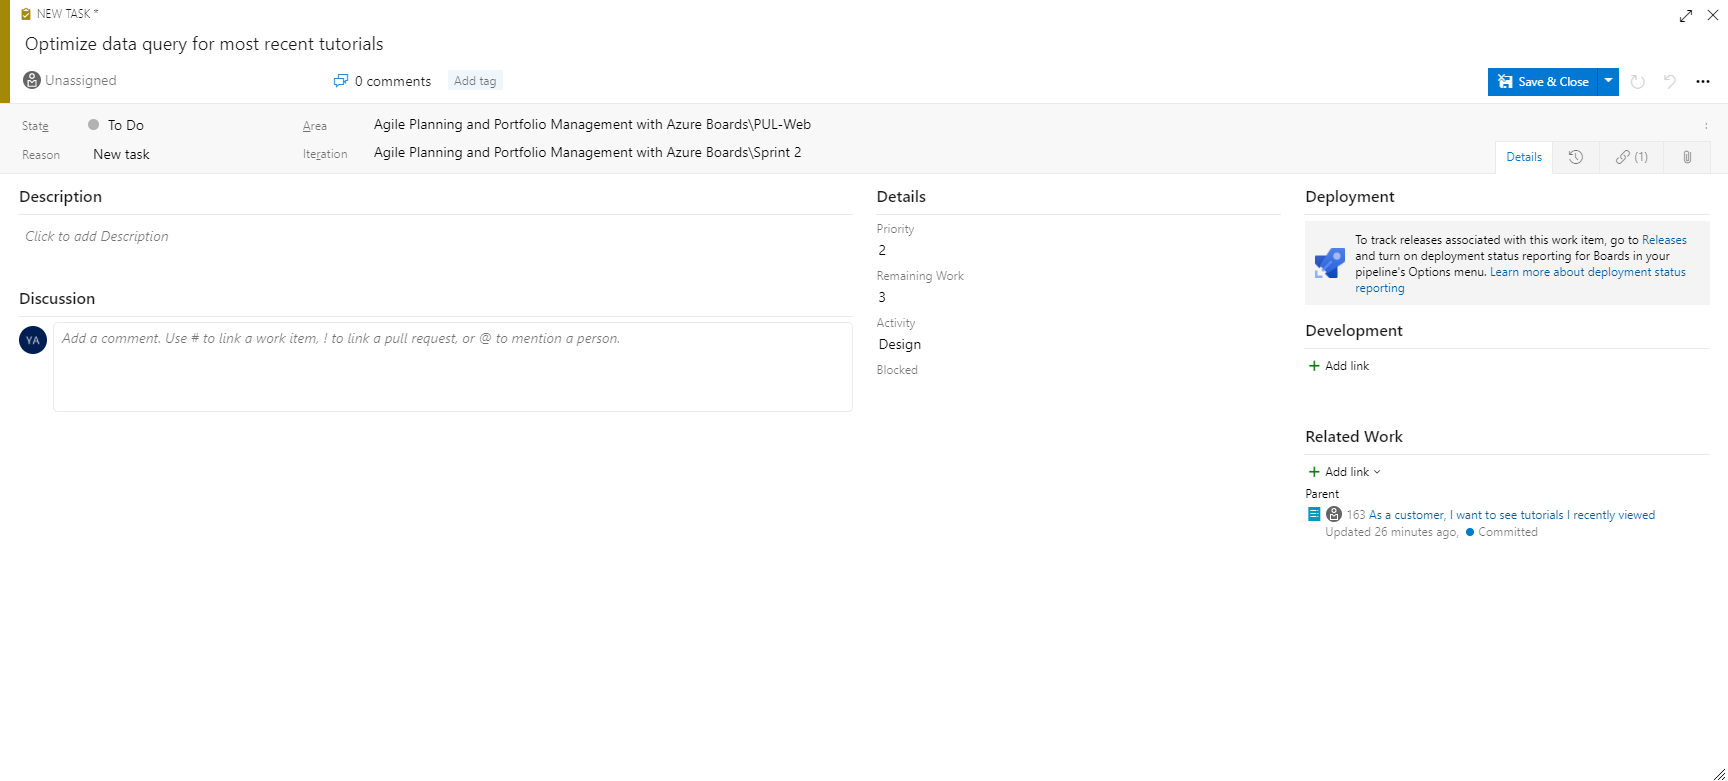 NEW TASK *
Optimize data query for most recent tutorials
Unassigned
0 comments
Add tag
Save & Close
State
To Do
Area
Agile Planning and Portfolio Management with Azure Boards\PUL-Web
Reason
New task
Iteration
Agile Planning and Portfolio Management with Azure Boards\Sprint 2
Details
(1)
Description
Click to add Description
Discussion
YA
Add a comment. Use # to link a work item, ! to link a pull request, or @ to mention a person.
Details
Priority
2
Remaining Work
3
Activity
Design
Blocked
Deployment
To track releases associated with this work item, go to Releases
and turn on deployment status reporting for Boards in your
pipeline's Options menu. Learn more about deployment status
reporting
Development
+ Add link
Related Work
+ Add link
Parent
163 As a customer, I want to see tutorials I recently viewed
Updated 26 minutes ago, ● Committed